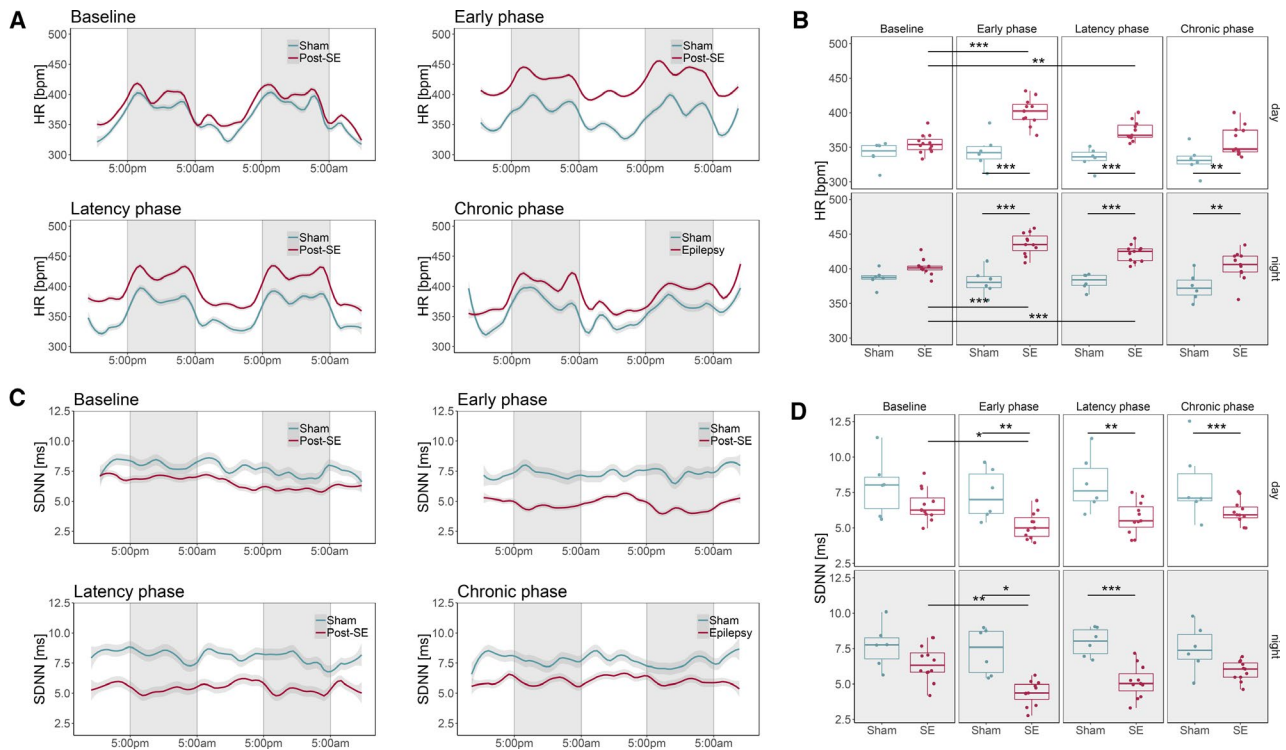 A
Baseline
HR [bpm]
500
450
400
350
300
Sham
Post-SE
5:00pm 5:00am 5:00pm 5:00am
Early phase
HR [bpm]
500
450
400
350
300
Sham
Post-SE
5:00pm 5:00am 5:00pm 5:00am
Latency phase
HR [bpm]
500
450
400
350
300
Sham
Post-SE
5:00pm 5:00am 5:00pm 5:00am
Chronic phase
HR [bpm]
500
450
400
350
300
Sham
Epilepsy
5:00pm 5:00am 5:00pm 5:00am
B
Baseline Early phase Latency phase Chronic phase
HR [bpm]
500
450
400
350
300
***
**
*** *** **
day
500
450
400
350
300
*** *** **
***
***
night
Sham SE Sham SE Sham SE Sham SE
C
Baseline
SDNN [ms]
12.5
10.0
7.5
5.0
2.5
Sham
Post-SE
5:00pm 5:00am 5:00pm 5:00am
Early phase
SDNN [ms]
12.5
10.0
7.5
5.0
2.5
Sham
Post-SE
5:00pm 5:00am 5:00pm 5:00am
Latency phase
SDNN [ms]
12.5
10.0
7.5
5.0
2.5
Sham
Post-SE
5:00pm 5:00am 5:00pm 5:00am
Chronic phase
SDNN [ms]
12.5
10.0
7.5
5.0
2.5
Sham
Epilepsy
5:00pm 5:00am 5:00pm 5:00am
D
Baseline Early phase Latency phase Chronic phase
SDNN [ms]
12.5
10.0
7.5
5.0
2.5
** ** ***
*
day
12.5
10.0
7.5
5.0
2.5
* ***
**
night
Sham SE Sham SE Sham SE Sham SE